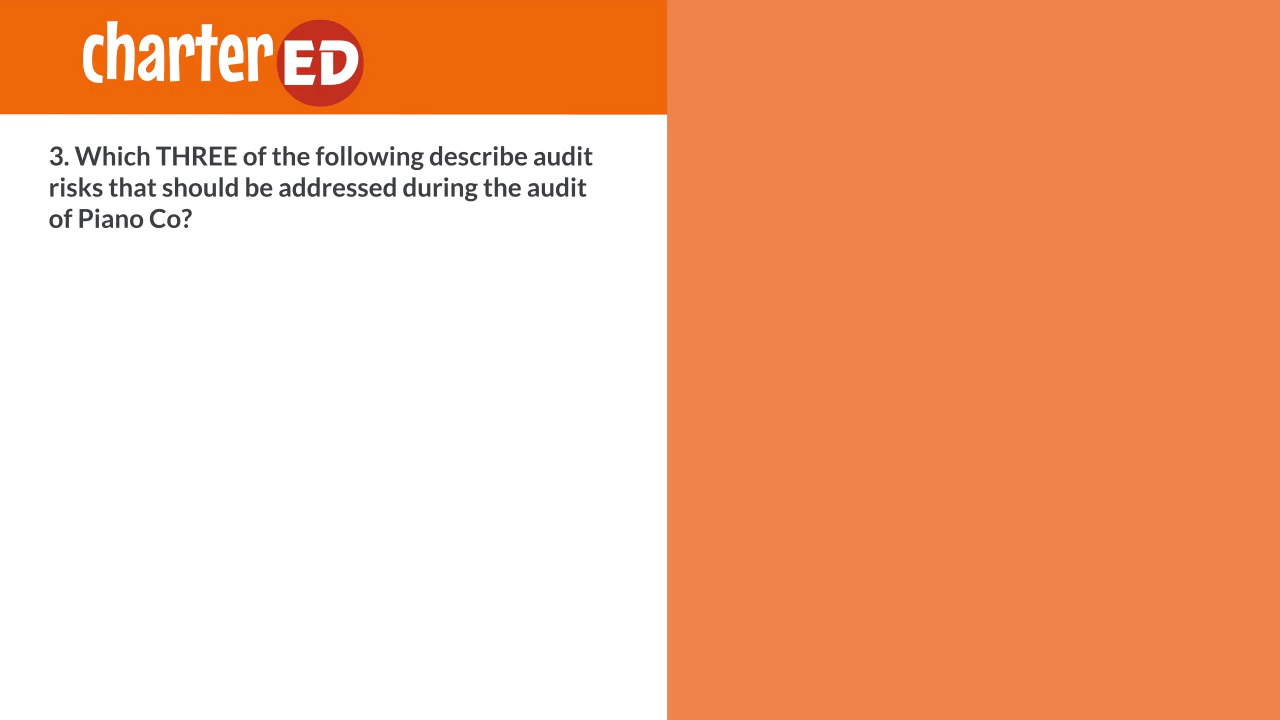 charter ED
3. Which THREE of the following describe audit
risks that should be addressed during the audit
of Piano Co?